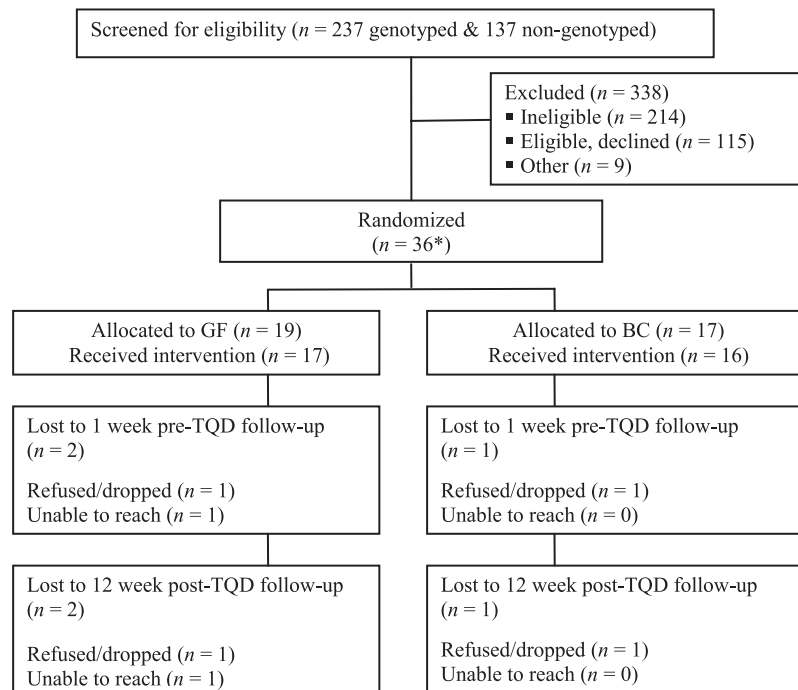 Screened for eligibility (n = 237 genotyped & 137 non-genotyped)
Excluded (n = 338)
▪ Ineligible (n = 214)
▪ Eligible, declined (n = 115)
▪ Other (n = 9)
Randomized
(n = 36*)
Allocated to GF (n = 19)
Received intervention (n = 17)
Allocated to BC (n = 17)
Received intervention (n = 16)
Lost to 1 week pre-TQD follow-up
(n = 2)
Refused/dropped (n = 1)
Unable to reach (n = 1)
Lost to 1 week pre-TQD follow-up
(n = 1)
Refused/dropped (n = 1)
Unable to reach (n = 0)
Lost to 12 week post-TQD follow-up
(n = 2)
Refused/dropped (n = 1)
Unable to reach (n = 1)
Lost to 12 week post-TQD follow-up
(n = 1)
Refused/dropped (n = 1)
Unable to reach (n = 0)